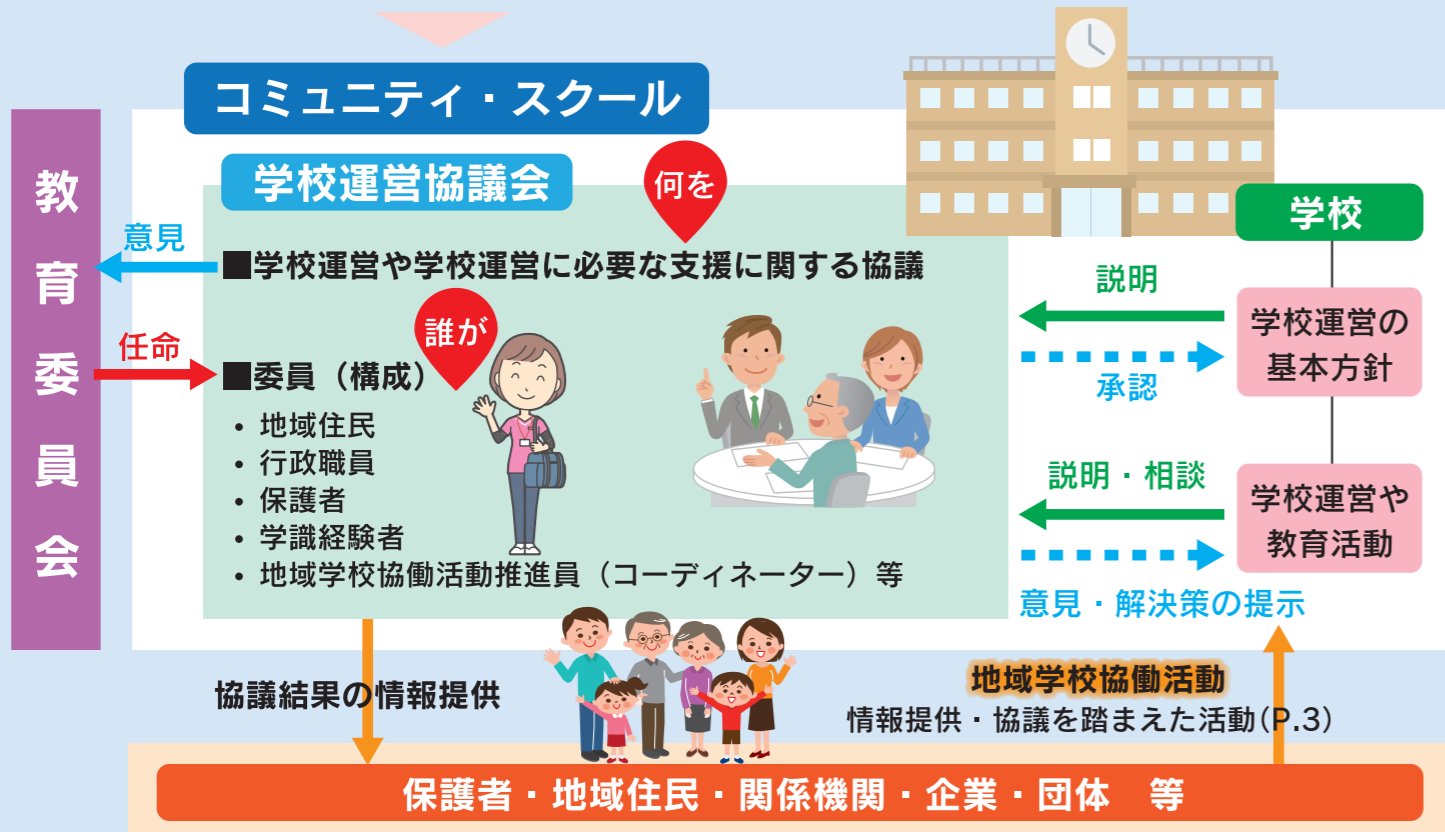 コミュニティ・スクール
教育委員会
学校運営協議会
何を
意見
■学校運営や学校運営に必要な支援に関する協議
任命
誰が
■委員（構成）
• 地域住民
• 行政職員
• 保護者
• 学識経験者
• 地域学校協働活動推進員（コーディネーター）等
学校
説明
承認
学校運営の
基本方針
説明・相談
学校運営や
教育活動
意見・解決策の提示
協議結果の情報提供
地域学校協働活動
情報提供・協議を踏まえた活動(P.3)
保護者・地域住民・関係機関・企業・団体　等